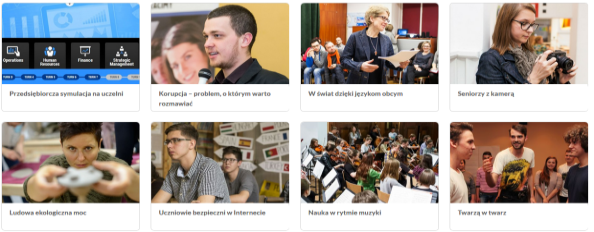 Operations
Human
Resources
Finance
Strategic
Management
Przedsiębiorcza symulacja na uczelni
Korupcja – problem, o którym warto
rozmawiać
W świat dzięki językom obcym
Seniorzy z kamerą
Ludowa ekologiczna moc
Uczniowie bezpieczni w Internecie
Nauka w rytmie muzyki
Twarzą w twarz